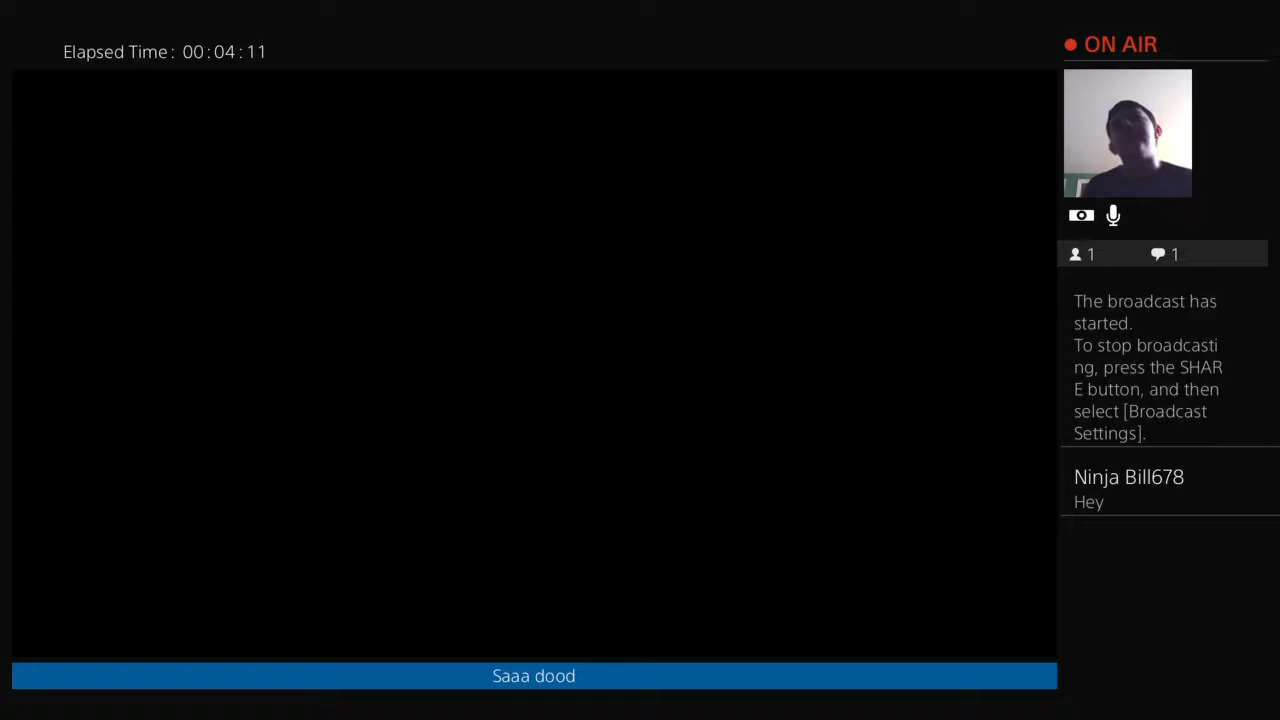 Elapsed Time: 00:04:11
ON AIR
1 1
The broadcast has
started.
To stop broadcasti
ng, press the SHAR
E button, and then
select [Broadcast
Settings].
Ninja Bill678
Hey
Saaa dood